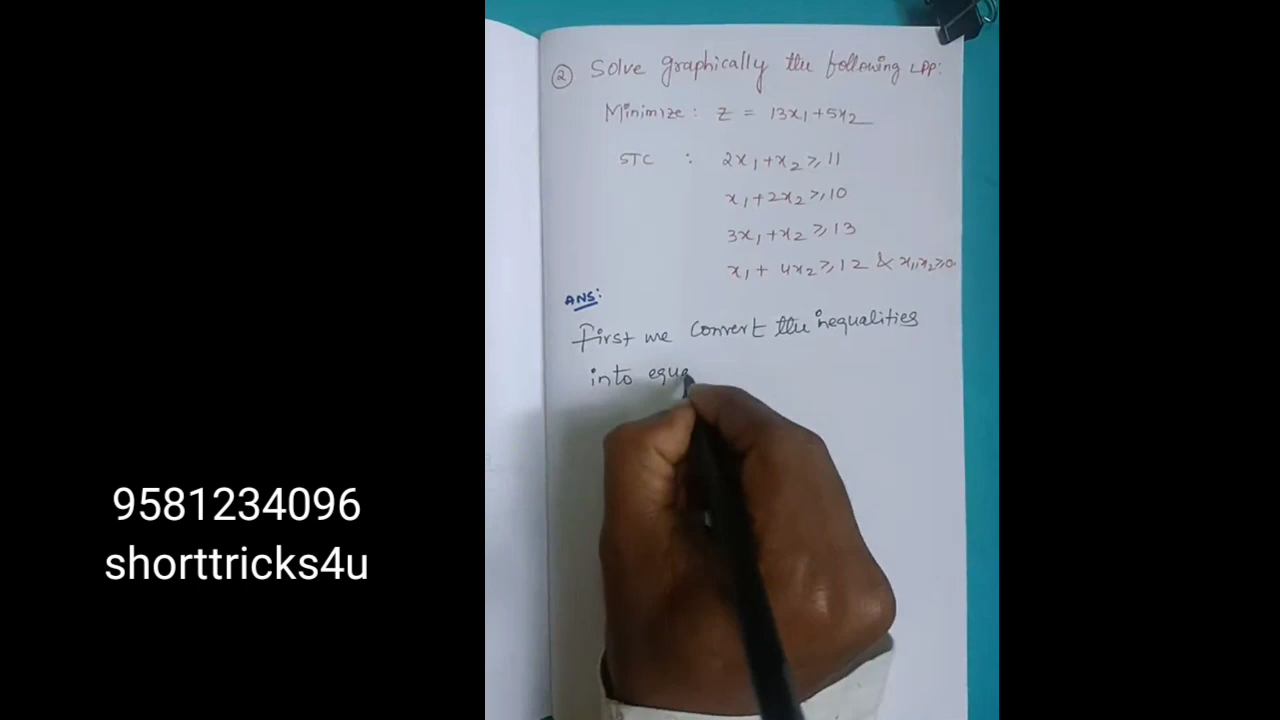 ② Solve graphically the following LPP:
Minimize: Z = 13x₁+5x₂
STC : 2x₁+x₂≥11
x₁+2x₂≥10
3x₁+x₂≥13
x₁+4x₂≥12 & x₁,x₂≥0.
ANS:
First we convert the inequalities
into equa
9581234096
shorttricks4u